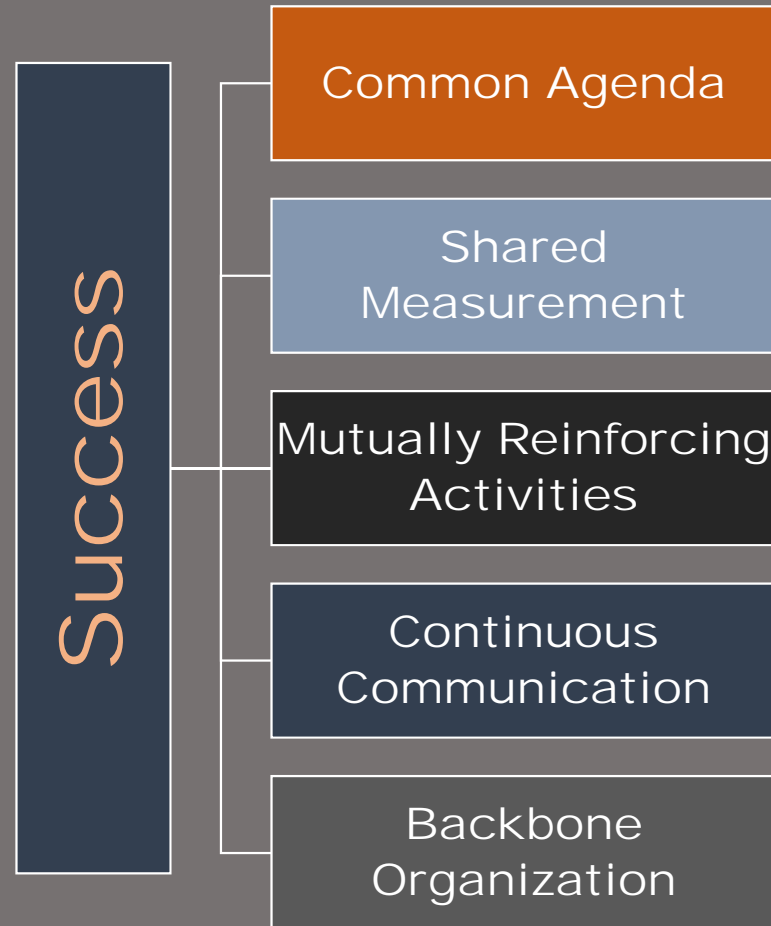 Success
Common Agenda
Shared
Measurement
Mutually Reinforcing
Activities
Continuous
Communication
Backbone
Organization